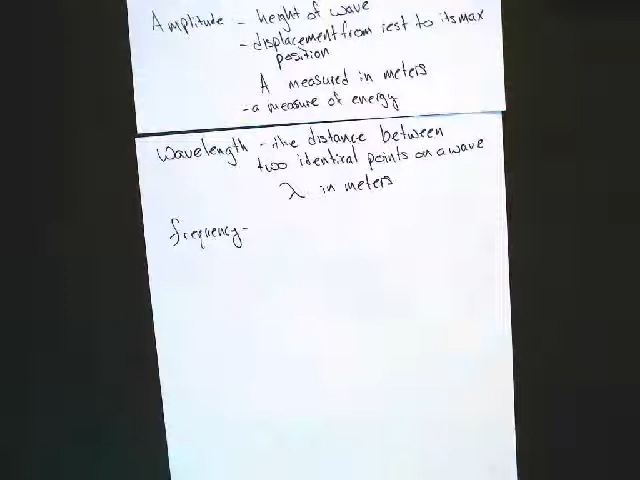 Amplitude - height of wave
- displacement from rest to its max
position
A measured in meters
- a measure of energy
Wavelength - the distance between
two identical points on a wave
λ in meters
frequency -